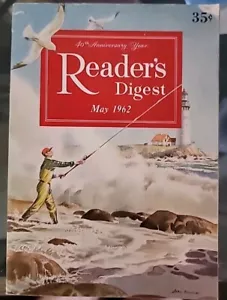 35¢
40th Anniversary Year
Reader's
Digest
May 1962